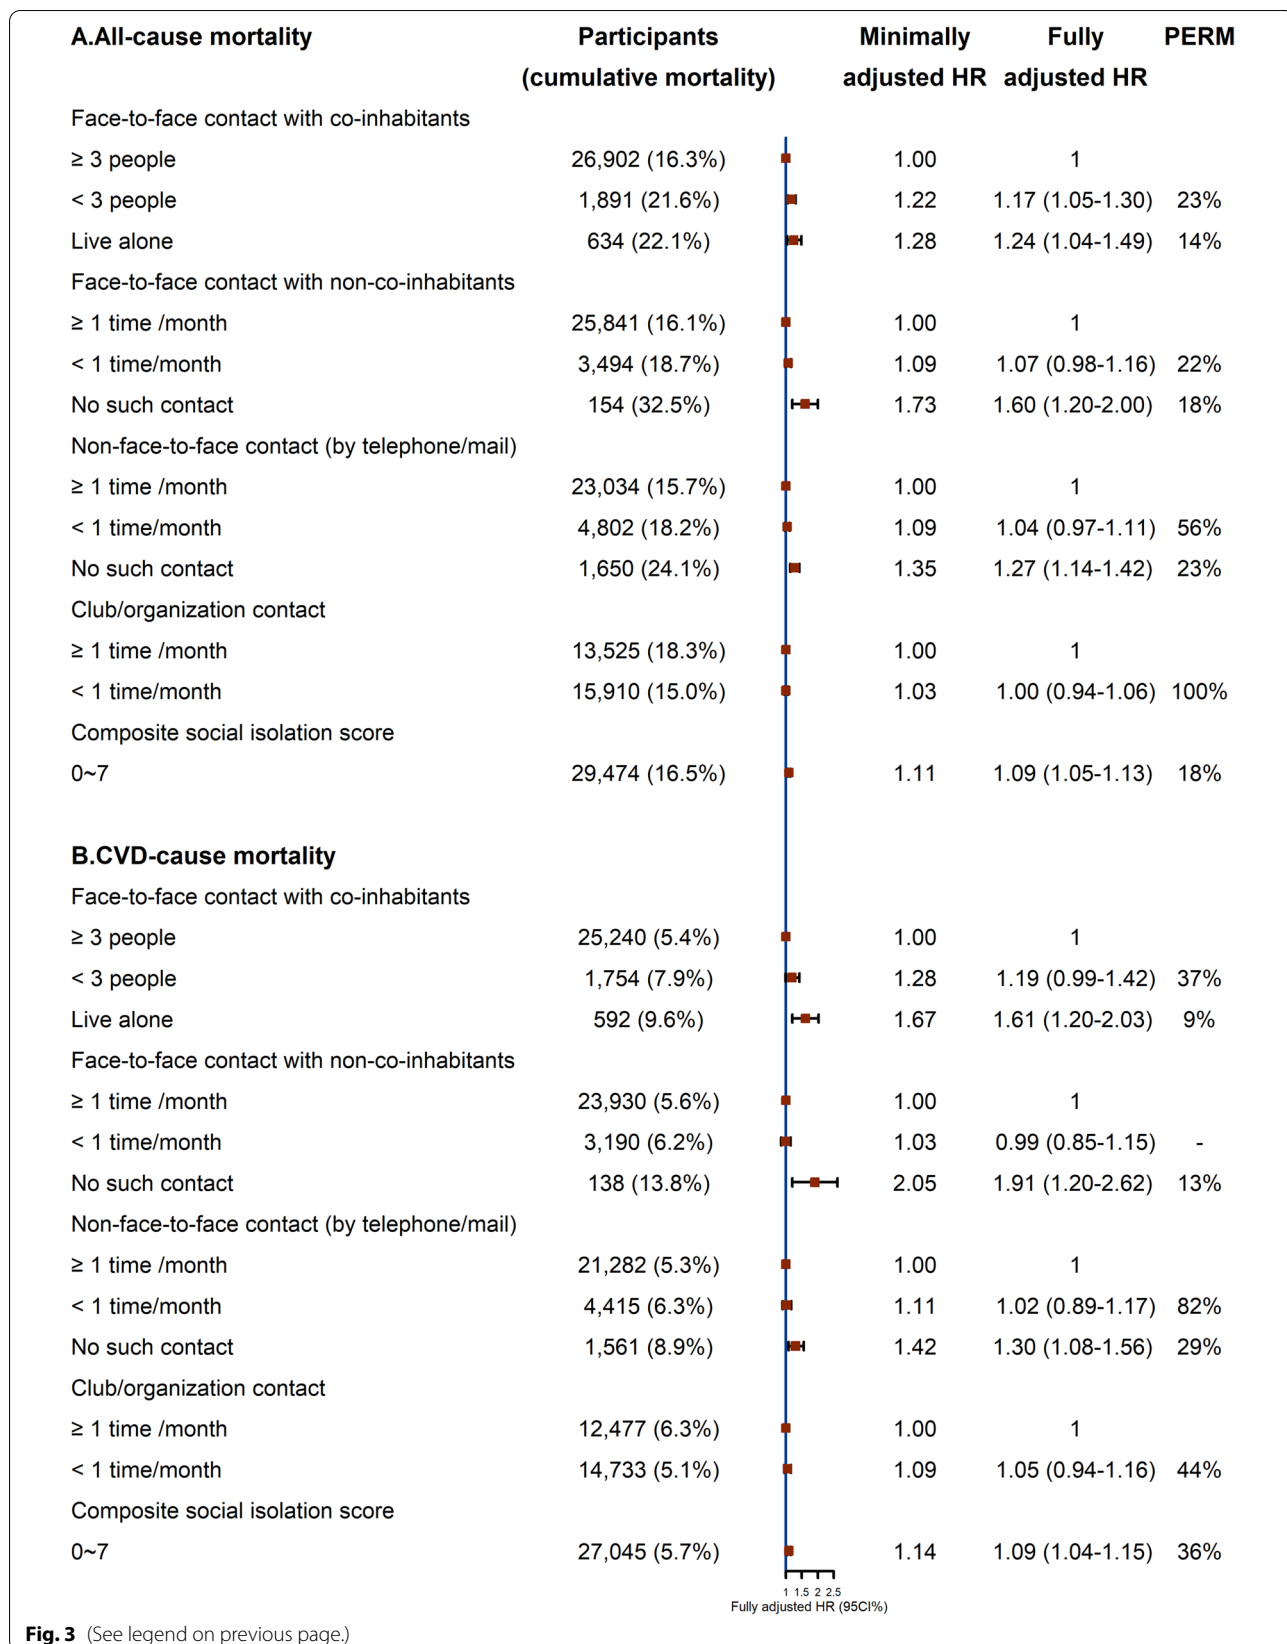 A.All-cause mortality Participants Minimally Fully PERM
(cumulative mortality) adjusted HR adjusted HR
Face-to-face contact with co-inhabitants
≥ 3 people 26,902 (16.3%) 1.00 1
< 3 people 1,891 (21.6%) 1.22 1.17 (1.05-1.30) 23%
Live alone 634 (22.1%) 1.28 1.24 (1.04-1.49) 14%
Face-to-face contact with non-co-inhabitants
≥ 1 time /month 25,841 (16.1%) 1.00 1
< 1 time/month 3,494 (18.7%) 1.09 1.07 (0.98-1.16) 22%
No such contact 154 (32.5%) 1.73 1.60 (1.20-2.00) 18%
Non-face-to-face contact (by telephone/mail)
≥ 1 time /month 23,034 (15.7%) 1.00 1
< 1 time/month 4,802 (18.2%) 1.09 1.04 (0.97-1.11) 56%
No such contact 1,650 (24.1%) 1.35 1.27 (1.14-1.42) 23%
Club/organization contact
≥ 1 time /month 13,525 (18.3%) 1.00 1
< 1 time/month 15,910 (15.0%) 1.03 1.00 (0.94-1.06) 100%
Composite social isolation score
0~7 29,474 (16.5%) 1.11 1.09 (1.05-1.13) 18%
B.CVD-cause mortality
Face-to-face contact with co-inhabitants
≥ 3 people 25,240 (5.4%) 1.00 1
< 3 people 1,754 (7.9%) 1.28 1.19 (0.99-1.42) 37%
Live alone 592 (9.6%) 1.67 1.61 (1.20-2.03) 9%
Face-to-face contact with non-co-inhabitants
≥ 1 time /month 23,930 (5.6%) 1.00 1
< 1 time/month 3,190 (6.2%) 1.03 0.99 (0.85-1.15) -
No such contact 138 (13.8%) 2.05 1.91 (1.20-2.62) 13%
Non-face-to-face contact (by telephone/mail)
≥ 1 time /month 21,282 (5.3%) 1.00 1
< 1 time/month 4,415 (6.3%) 1.11 1.02 (0.89-1.17) 82%
No such contact 1,561 (8.9%) 1.42 1.30 (1.08-1.56) 29%
Club/organization contact
≥ 1 time /month 12,477 (6.3%) 1.00 1
< 1 time/month 14,733 (5.1%) 1.09 1.05 (0.94-1.16) 44%
Composite social isolation score
0~7 27,045 (5.7%) 1.14 1.09 (1.04-1.15) 36%
1 1.5 2 2.5
Fully adjusted HR (95CI%)
Fig. 3 (See legend on previous page.)